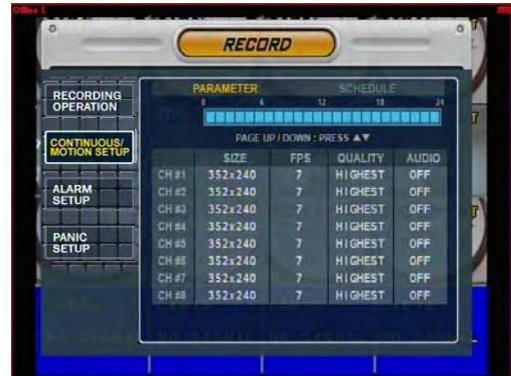 Office 1
RECORD
RECORDING
OPERATION
CONTINUOUS/
MOTION SETUP
ALARM
SETUP
PANIC
SETUP
PARAMETER SCHEDULE
0 6 12 18 24
PAGE UP / DOWN : PRESS ▲▼
SIZE FPS QUALITY AUDIO
CH #1 352x240 7 HIGHEST OFF
CH #2 352x240 7 HIGHEST OFF
CH #3 352x240 7 HIGHEST OFF
CH #4 352x240 7 HIGHEST OFF
CH #5 352x240 7 HIGHEST OFF
CH #6 352x240 7 HIGHEST OFF
CH #7 352x240 7 HIGHEST OFF
CH #8 352x240 7 HIGHEST OFF